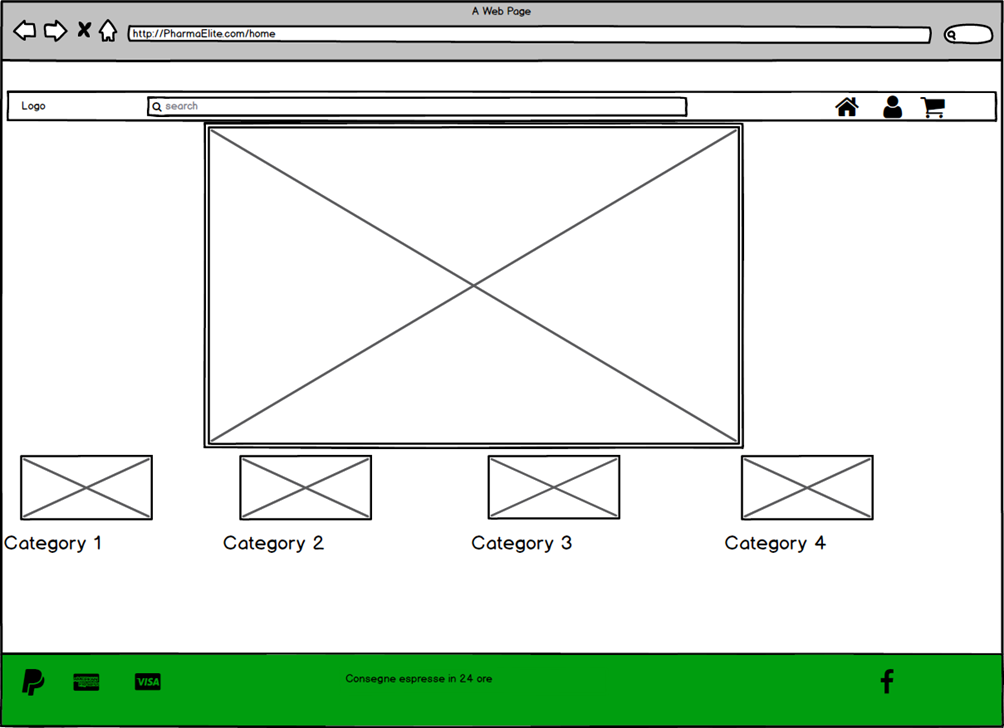 A Web Page
http://PharmaElite.com/home
Logo
search
Category 1
Category 2
Category 3
Category 4
VISA
Consegne espresse in 24 ore